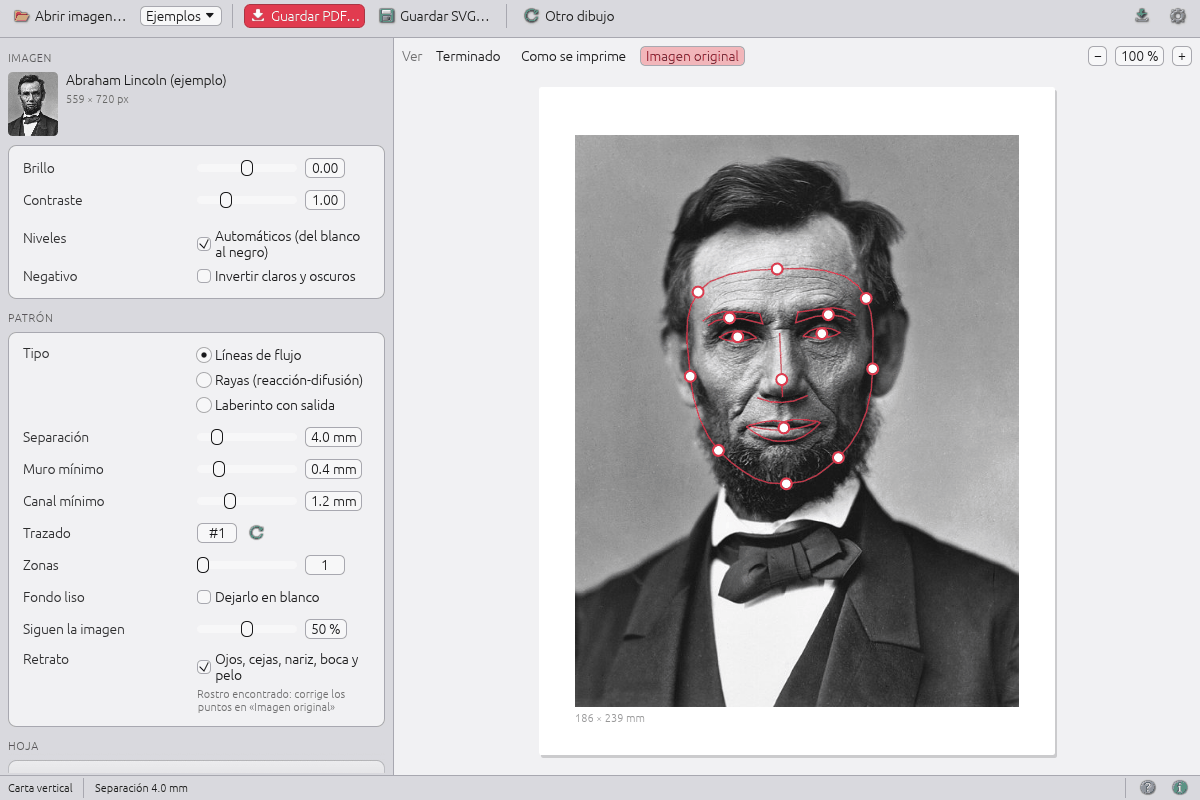 Abrir imagen...
Ejemplos
Guardar PDF...
Guardar SVG...
Otro dibujo
IMAGEN
Abraham Lincoln (ejemplo)
559 × 720 px
Brillo
0.00
Contraste
1.00
Niveles
Automáticos (del blanco
al negro)
Negativo
Invertir claros y oscuros
PATRÓN
Tipo
Líneas de flujo
Rayas (reacción-difusión)
Laberinto con salida
Separación
4.0 mm
Muro mínimo
0.4 mm
Canal mínimo
1.2 mm
Trazado
#1
Zonas
1
Fondo liso
Dejarlo en blanco
Siguen la imagen
50 %
Retrato
Ojos, cejas, nariz, boca y
pelo
Rostro encontrado: corrige los
puntos en «Imagen original»
HOJA
Ver
Terminado
Como se imprime
Imagen original
−
100 %
+
186 × 239 mm
Carta vertical
Separación 4.0 mm